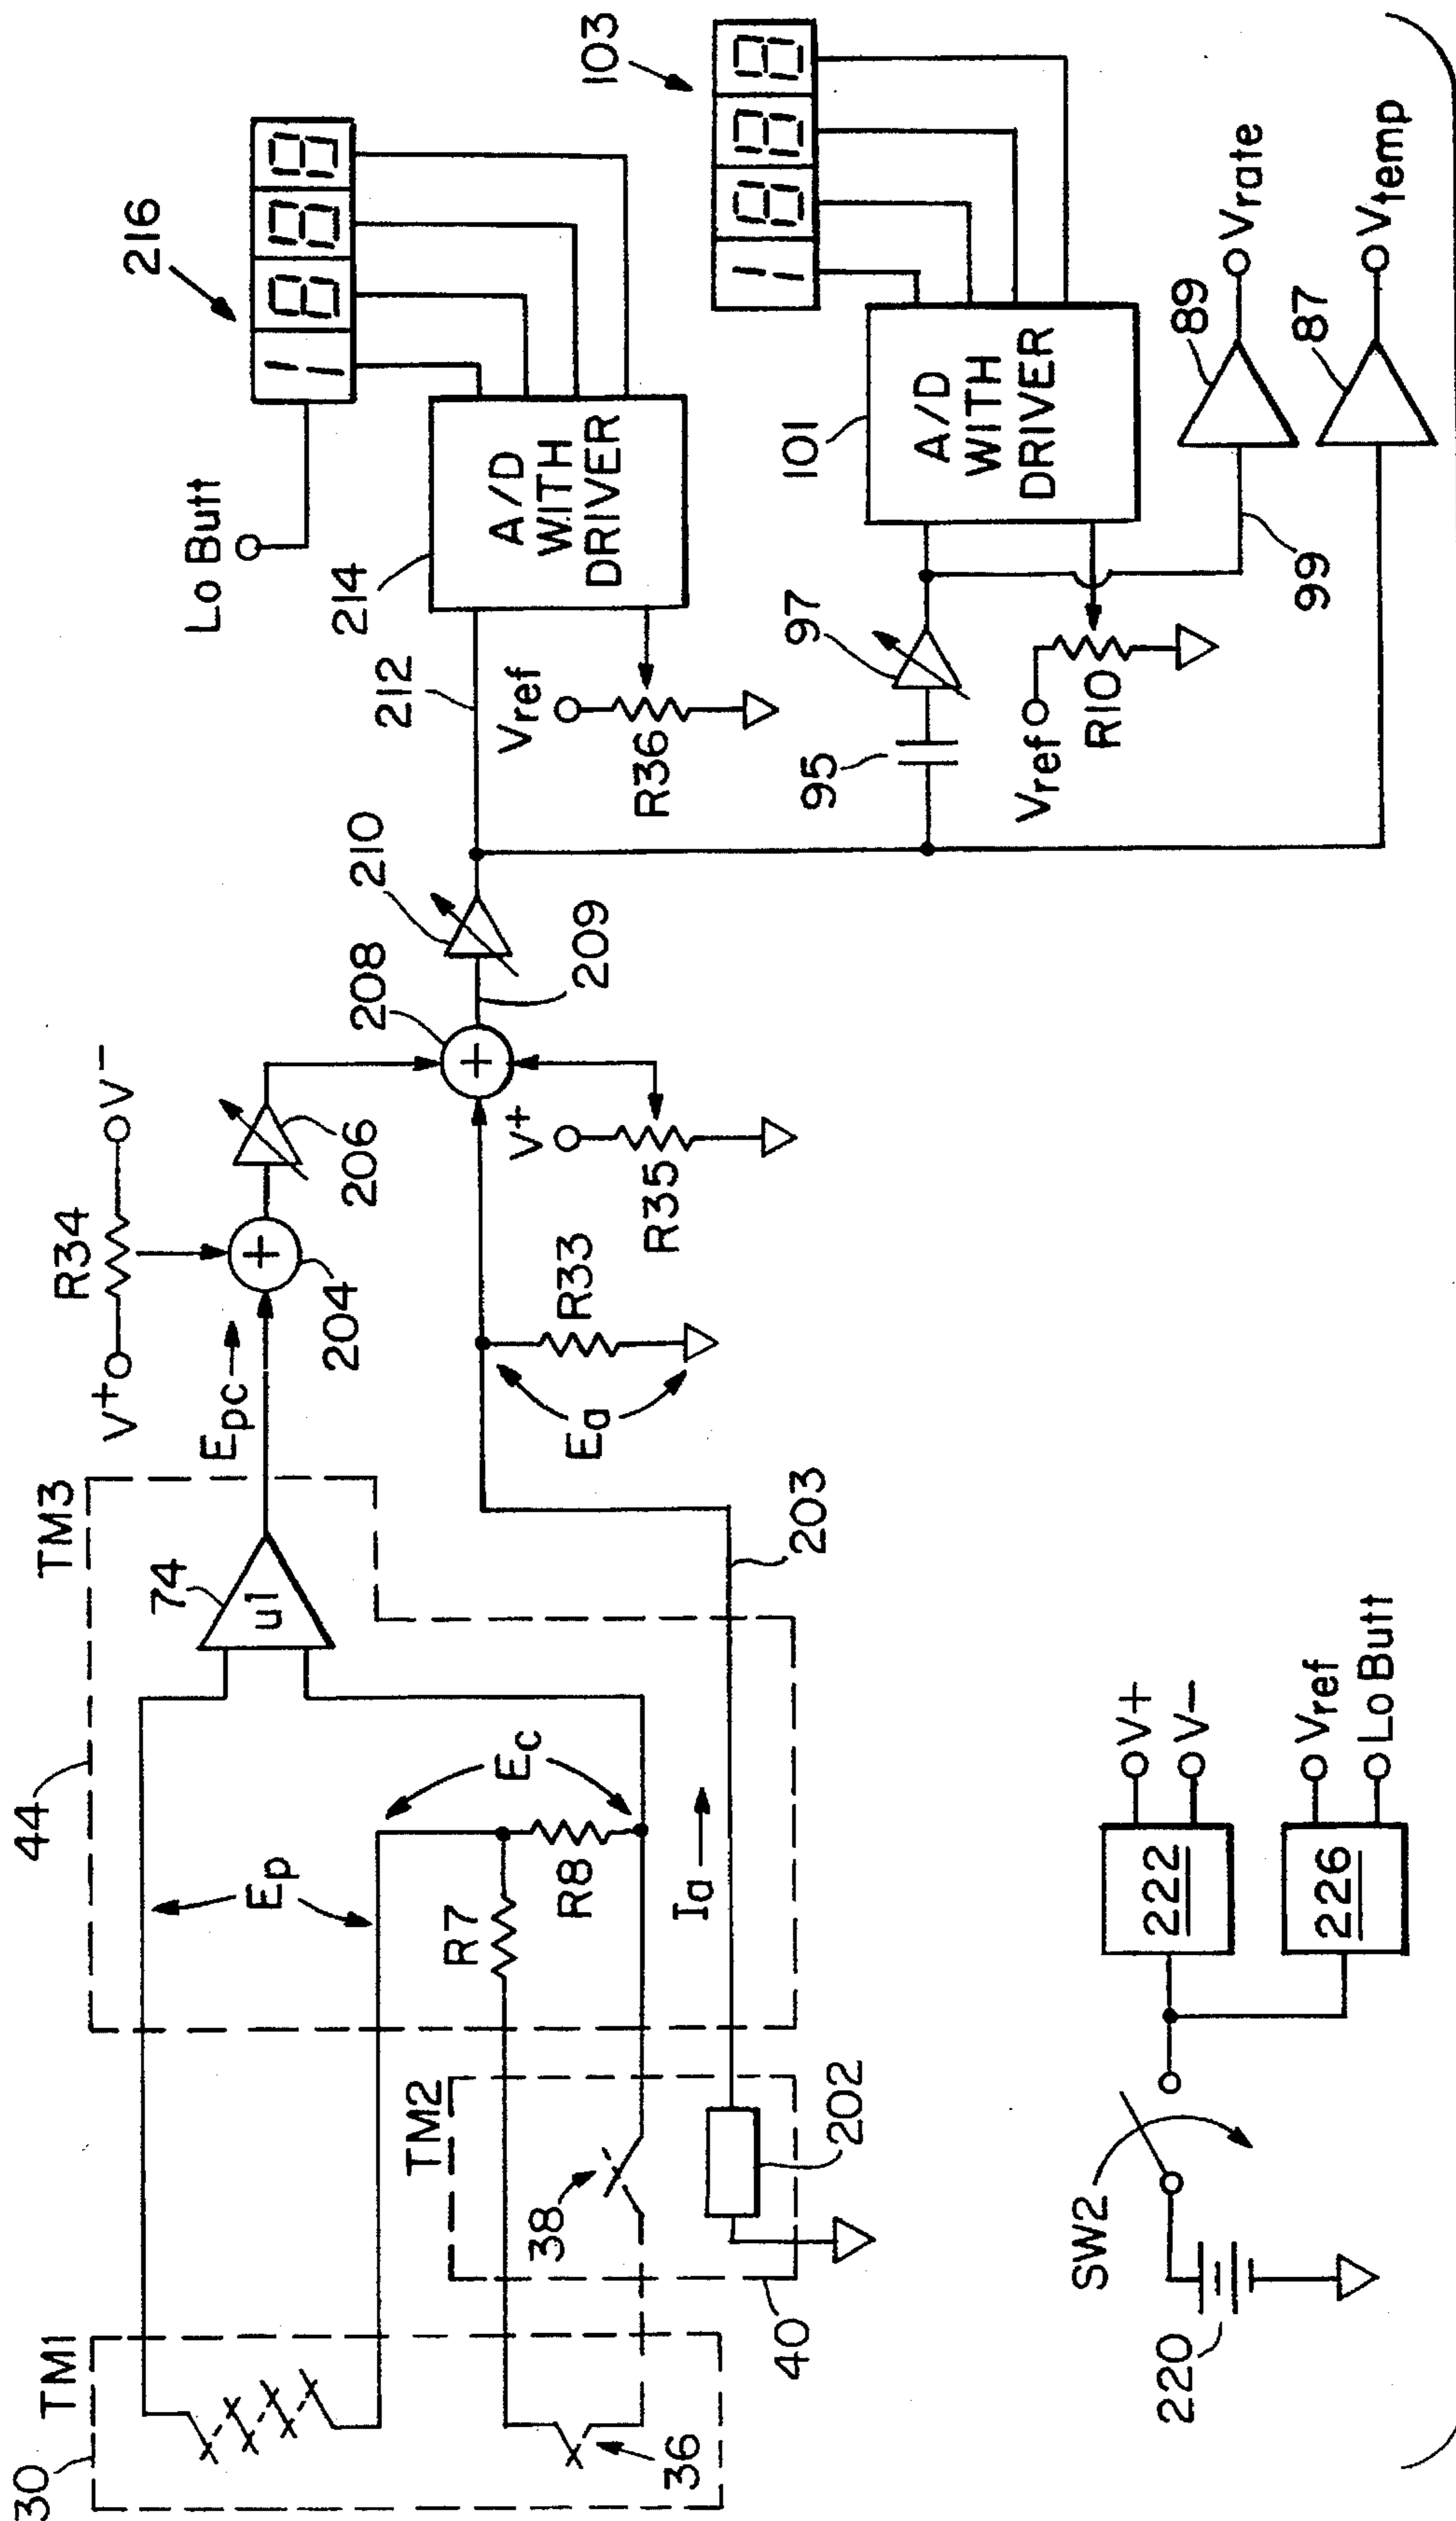 30
TM1
36
44
Ep
Ec
R7
R8
TM2
38
40
202
Ia
203
TM3
74
u1
Epc
V+
R34
V-
204
206
Ea
R33
V+
R35
208
209
210
212
Vref
R36
214
A/D
WITH
DRIVER
Lo Butt
216
1888
95
97
Vref
R10
101
A/D
WITH
DRIVER
103
1888
99
89
Vrate
87
Vtemp
220
SW2
222
V+
V-
226
Vref
Lo Butt